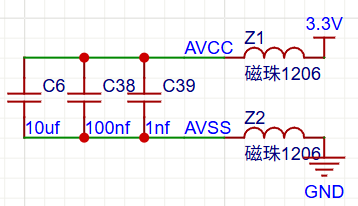 Z1
3.3V
AVCC
磁珠1206
C6
C38
C39
10uf
100nf
1nf
AVSS
Z2
磁珠1206
GND